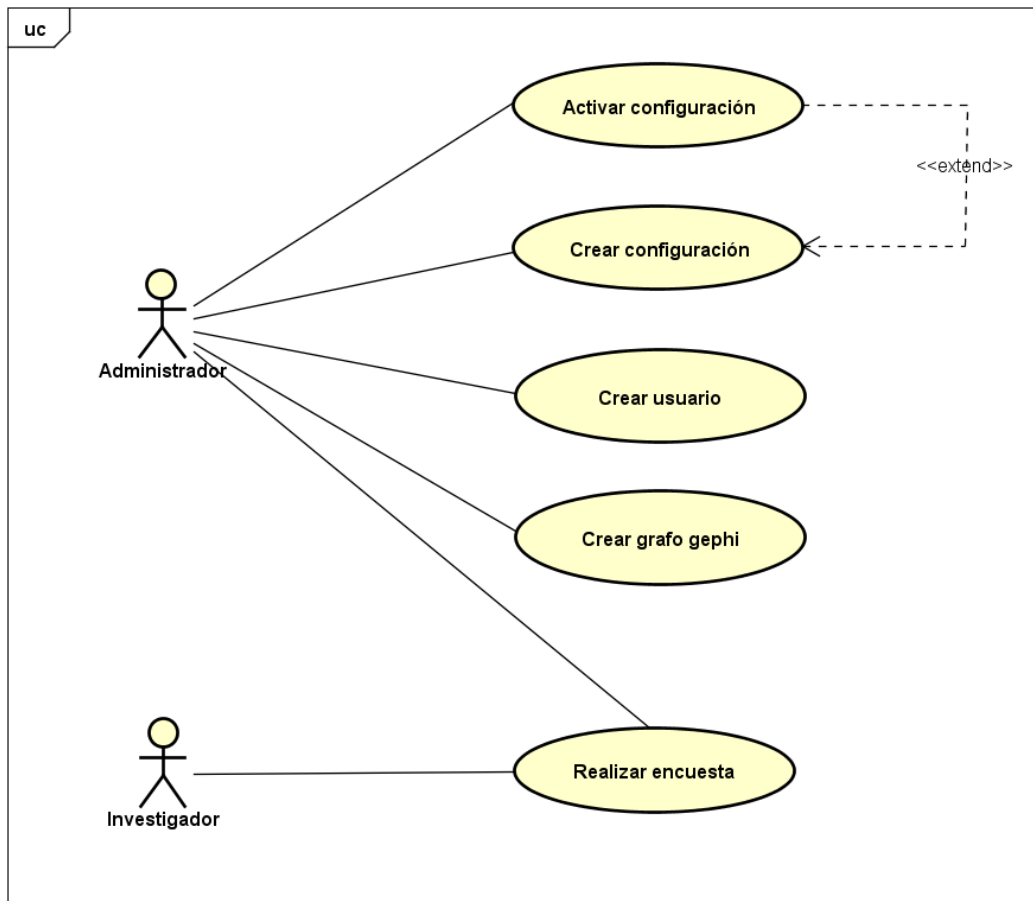 uc
Activar configuración
<<extend>>
Crear configuración
Administrador
Crear usuario
Crear grafo gephi
Realizar encuesta
Investigador